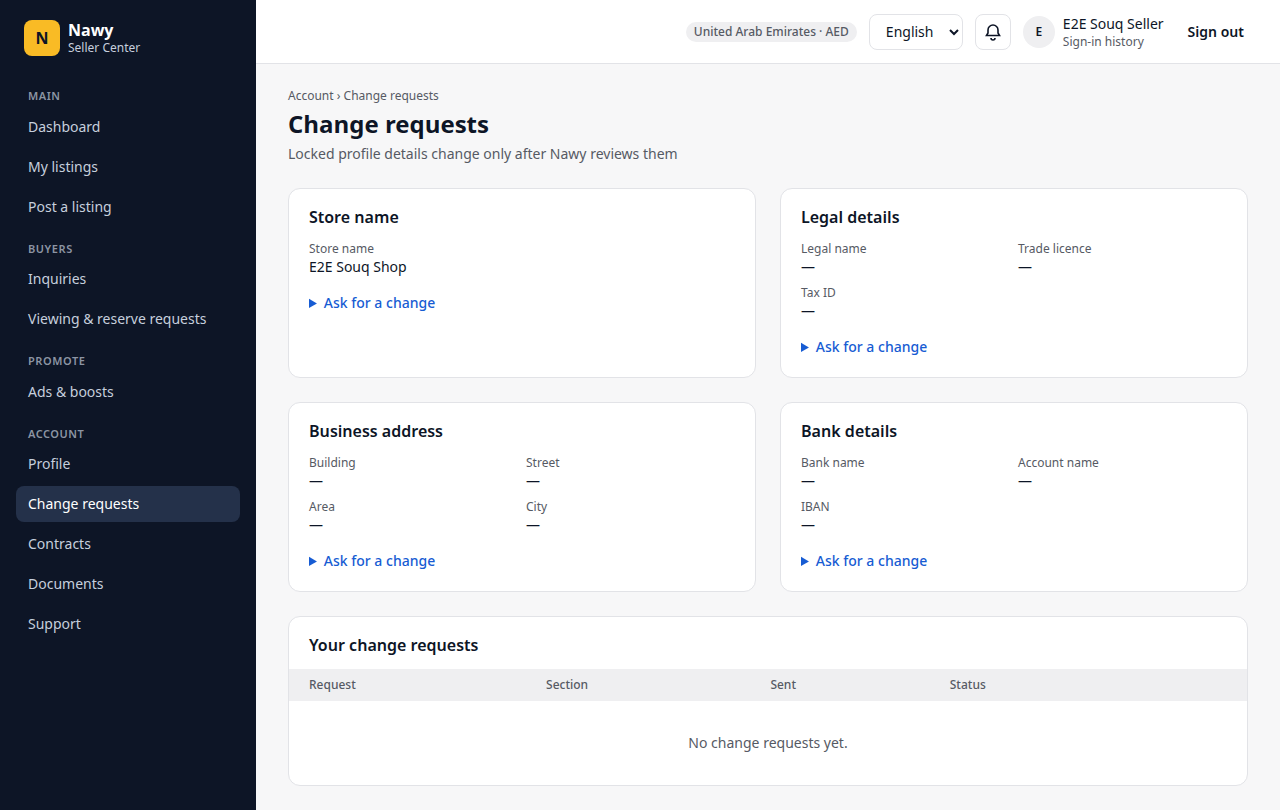 N
Nawy
Seller Center
MAIN
Dashboard
My listings
Post a listing
BUYERS
Inquiries
Viewing & reserve requests
PROMOTE
Ads & boosts
ACCOUNT
Profile
Change requests
Contracts
Documents
Support
United Arab Emirates · AED
English
E
E2E Souq Seller
Sign-in history
Sign out
Account › Change requests
Change requests
Locked profile details change only after Nawy reviews them
Store name
Store name
E2E Souq Shop
Ask for a change
Legal details
Legal name Trade licence
— —
Tax ID
—
Ask for a change
Business address
Building Street
— —
Area City
— —
Ask for a change
Bank details
Bank name Account name
— —
IBAN
—
Ask for a change
Your change requests
Request Section Sent Status
No change requests yet.